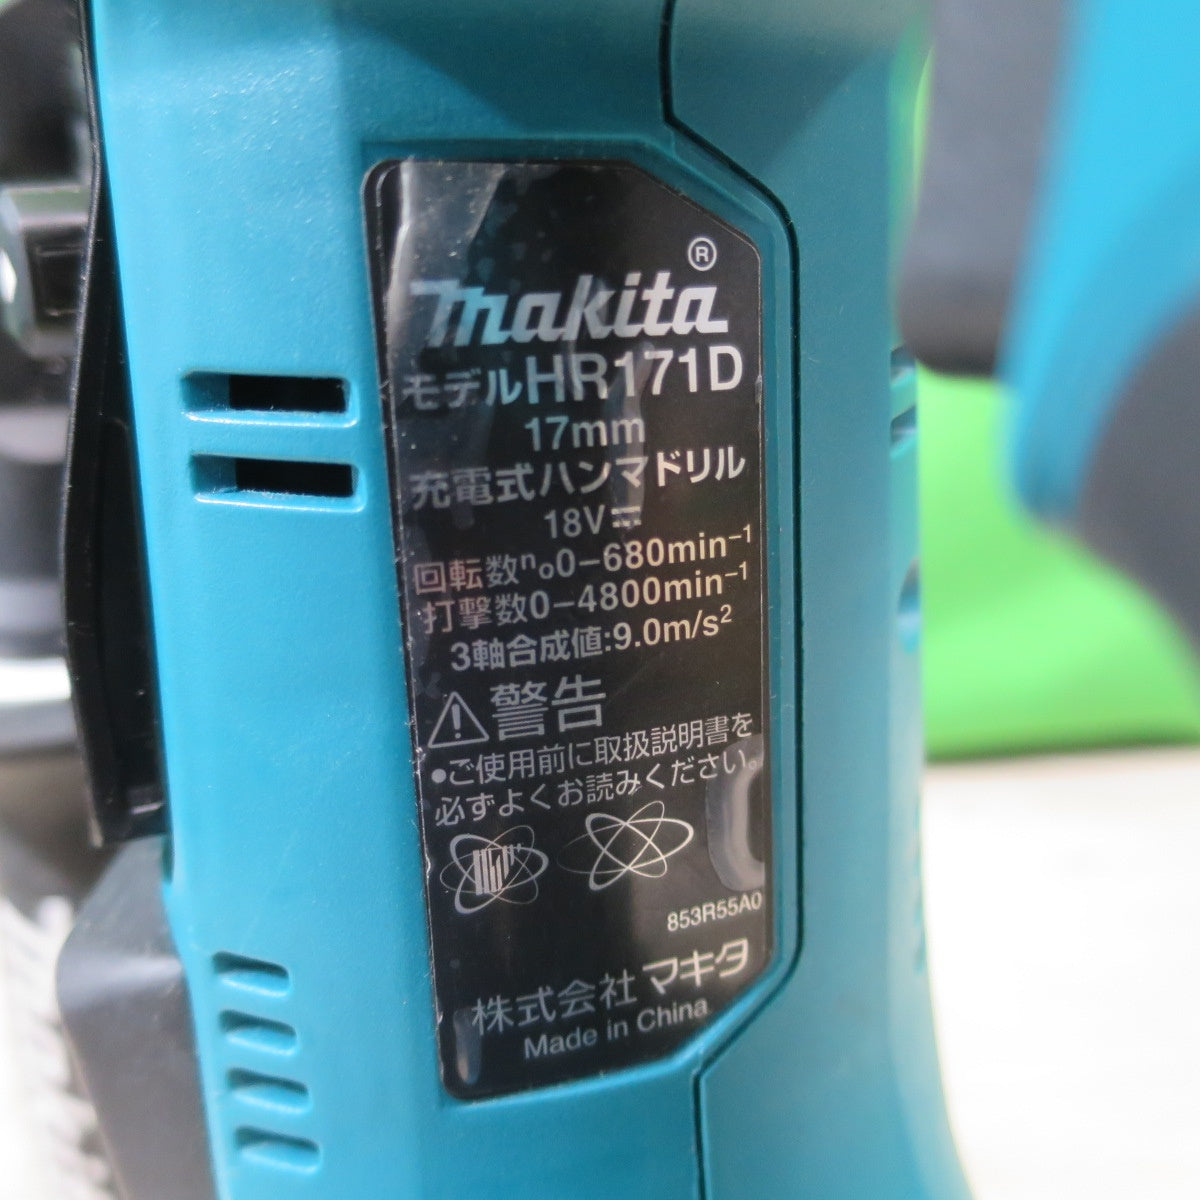 makita®
モデルHR171D
17mm
充電式ハンマドリル
18V⎓
回転数n₀0-680min⁻¹
打撃数0-4800min⁻¹
3軸合成値:9.0m/s²
警告
•ご使用前に取扱説明書を
必ずよくお読みください。
853R55A0
株式会社マキタ
Made in China